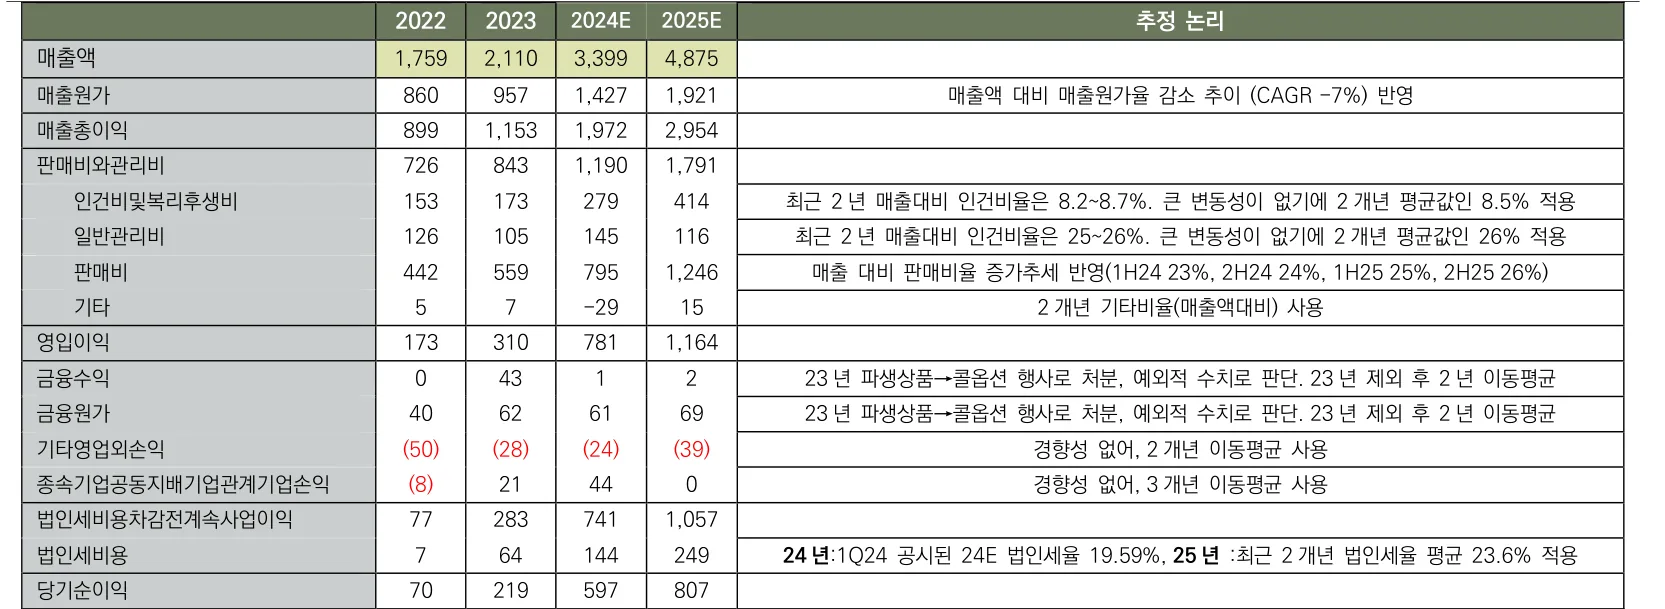 2022 2023 2024E 2025E 추정 논리
매출액 1,759 2,110 3,399 4,875
매출원가 860 957 1,427 1,921 매출액 대비 매출원가율 감소 추이 (CAGR -7%) 반영
매출총이익 899 1,153 1,972 2,954
판매비와관리비 726 843 1,190 1,791
인건비및복리후생비 153 173 279 414 최근 2년 매출대비 인건비율은 8.2~8.7%. 큰 변동성이 없기에 2개년 평균값인 8.5% 적용
일반관리비 126 105 145 116 최근 2년 매출대비 인건비율은 25~26%. 큰 변동성이 없기에 2개년 평균값인 26% 적용
판매비 442 559 795 1,246 매출 대비 판매비율 증가추세 반영(1H24 23%, 2H24 24%, 1H25 25%, 2H25 26%)
기타 5 7 -29 15 2개년 기타비율(매출액대비) 사용
영입이익 173 310 781 1,164
금융수익 0 43 1 2 23년 파생상품→콜옵션 행사로 처분, 예외적 수치로 판단. 23년 제외 후 2년 이동평균
금융원가 40 62 61 69 23년 파생상품→콜옵션 행사로 처분, 예외적 수치로 판단. 23년 제외 후 2년 이동평균
기타영업외손익 (50) (28) (24) (39) 경향성 없어, 2개년 이동평균 사용
종속기업공동지배기업관계기업손익 (8) 21 44 0 경향성 없어, 3개년 이동평균 사용
법인세비용차감전계속사업이익 77 283 741 1,057
법인세비용 7 64 144 249 24년:1Q24 공시된 24E 법인세율 19.59%, 25년 :최근 2개년 법인세율 평균 23.6% 적용
당기순이익 70 219 597 807